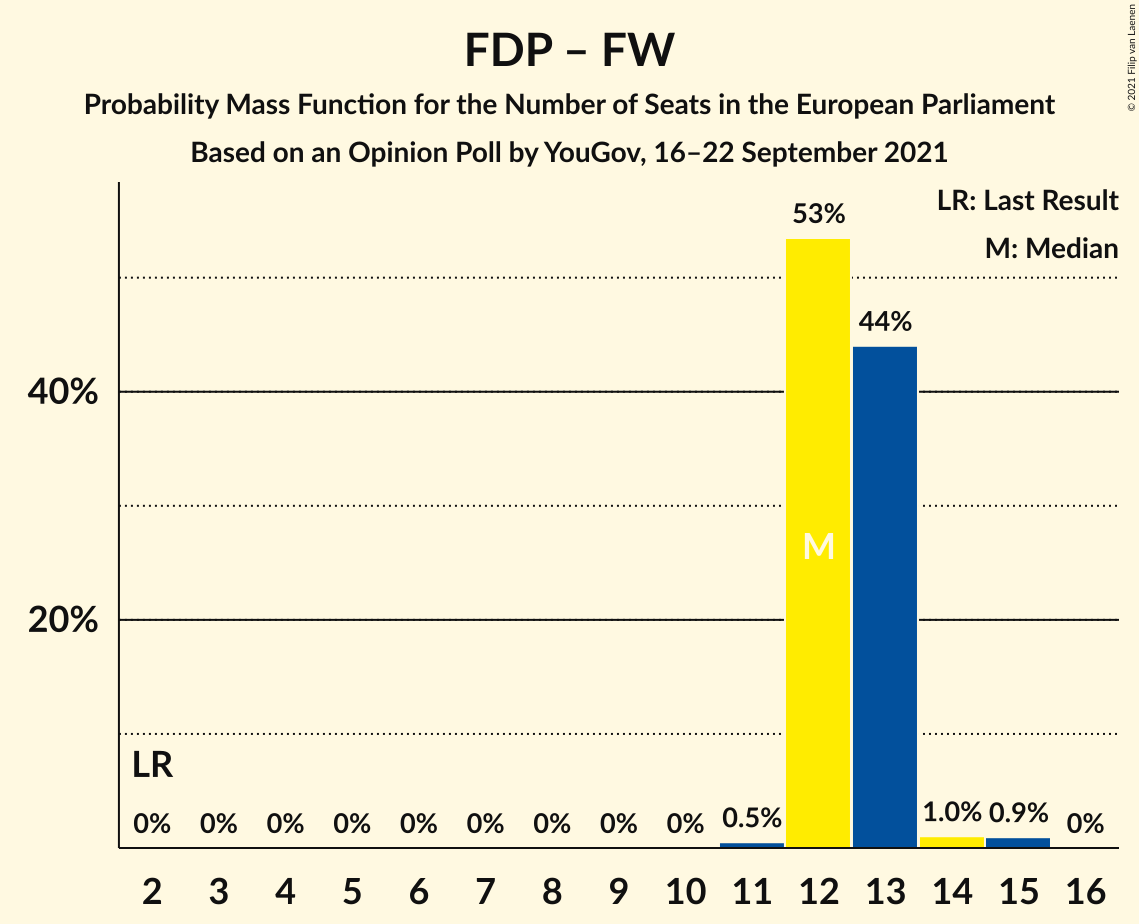 FDP – FW
Probability Mass Function for the Number of Seats in the European Parliament
Based on an Opinion Poll by YouGov, 16–22 September 2021
© 2021 Filip van Laenen
LR: Last Result
M: Median
53%
44%
40%
M
20%
LR
0% 0% 0% 0% 0% 0% 0% 0% 0% 0.5% 1.0% 0.9% 0%
2 3 4 5 6 7 8 9 10 11 12 13 14 15 16